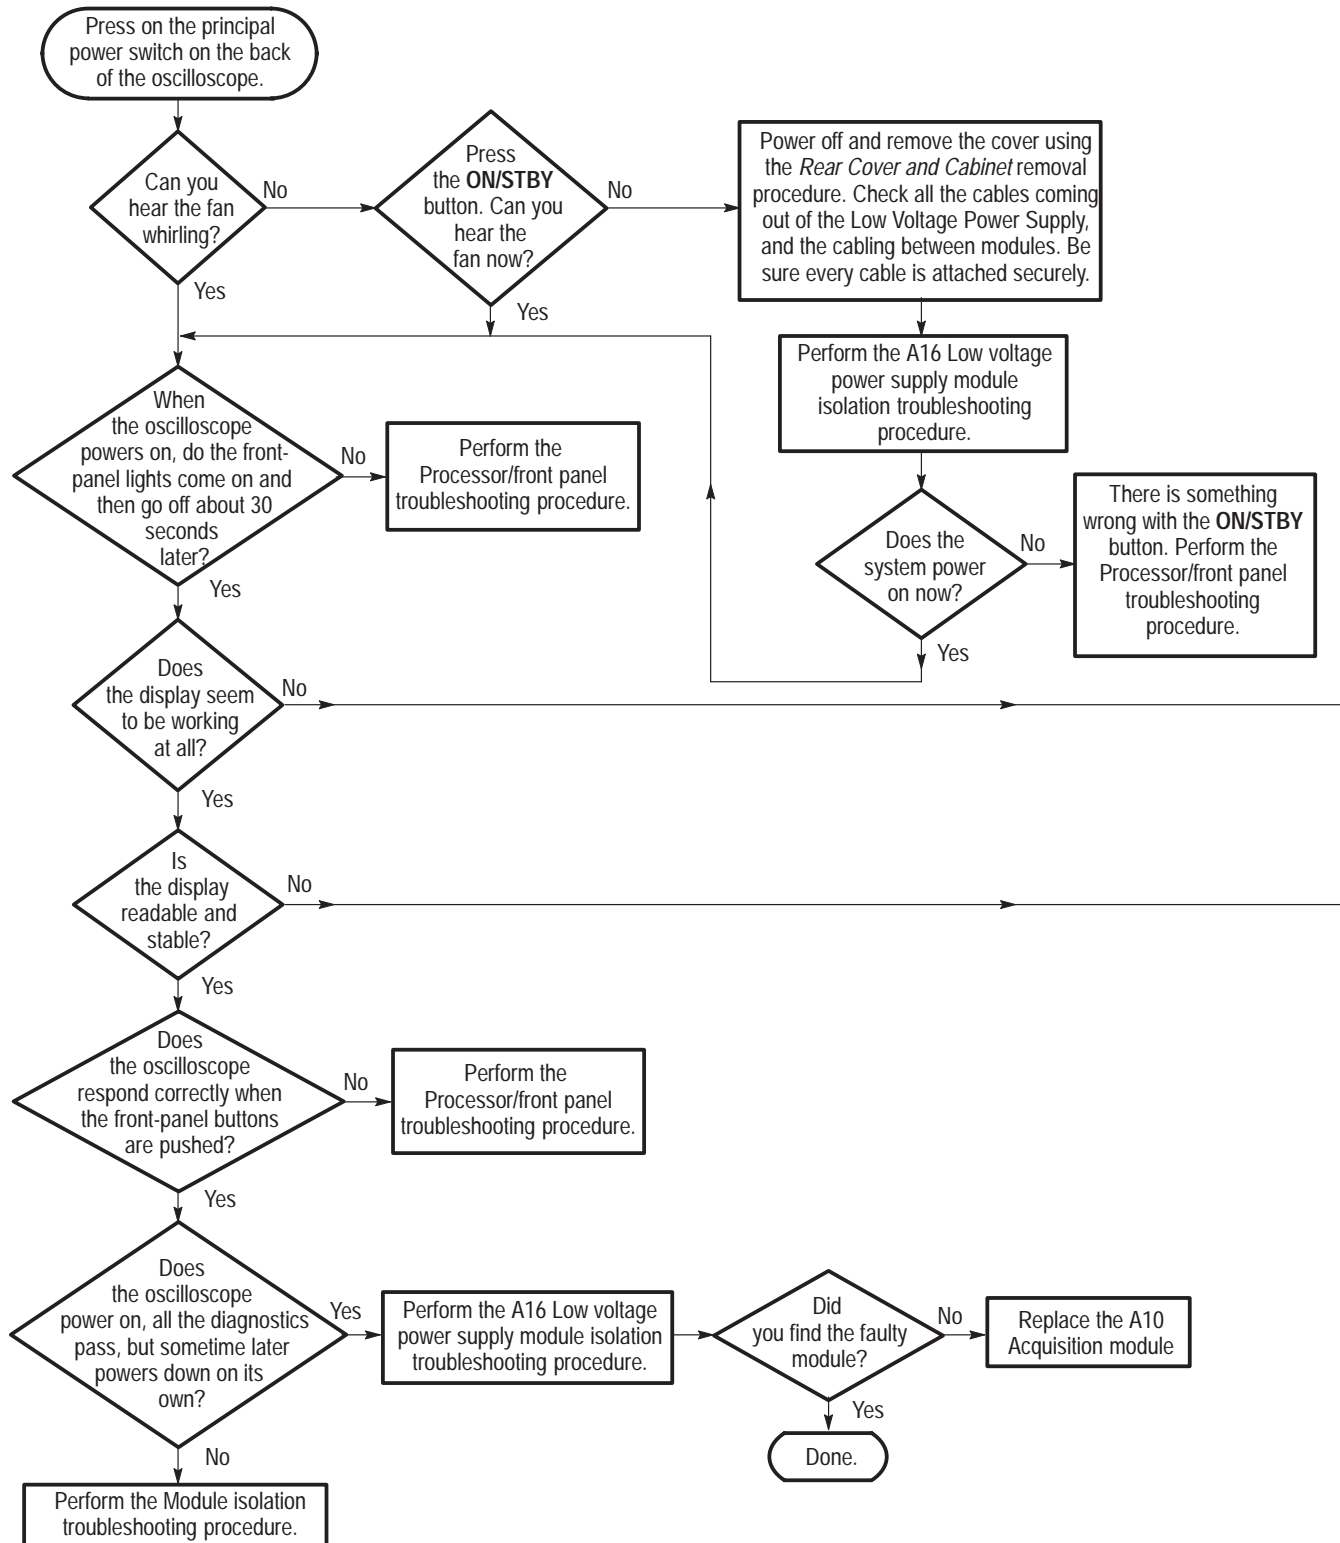 Press on the principal
power switch on the back
of the oscilloscope.
Can you
hear the fan
whirling?
No
Yes
Press
the ON/STBY
button. Can you
hear the
fan now?
No
Yes
Power off and remove the cover using
the Rear Cover and Cabinet removal
procedure. Check all the cables coming
out of the Low Voltage Power Supply,
and the cabling between modules. Be
sure every cable is attached securely.
Perform the A16 Low voltage
power supply module
isolation troubleshooting
procedure.
Does the
system power
on now?
No
Yes
There is something
wrong with the ON/STBY
button. Perform the
Processor/front panel
troubleshooting
procedure.
When
the oscilloscope
powers on, do the front-
panel lights come on and
then go off about 30
seconds
later?
No
Yes
Perform the
Processor/front panel
troubleshooting procedure.
Does
the display seem
to be working
at all?
No
Yes
Is
the display
readable and
stable?
No
Yes
Does
the oscilloscope
respond correctly when
the front-panel buttons
are pushed?
No
Yes
Perform the
Processor/front panel
troubleshooting procedure.
Does
the oscilloscope
power on, all the diagnostics
pass, but sometime later
powers down on its
own?
Yes
No
Perform the A16 Low voltage
power supply module isolation
troubleshooting procedure.
Did
you find the faulty
module?
No
Yes
Replace the A10
Acquisition module
Done.
Perform the Module isolation
troubleshooting procedure.